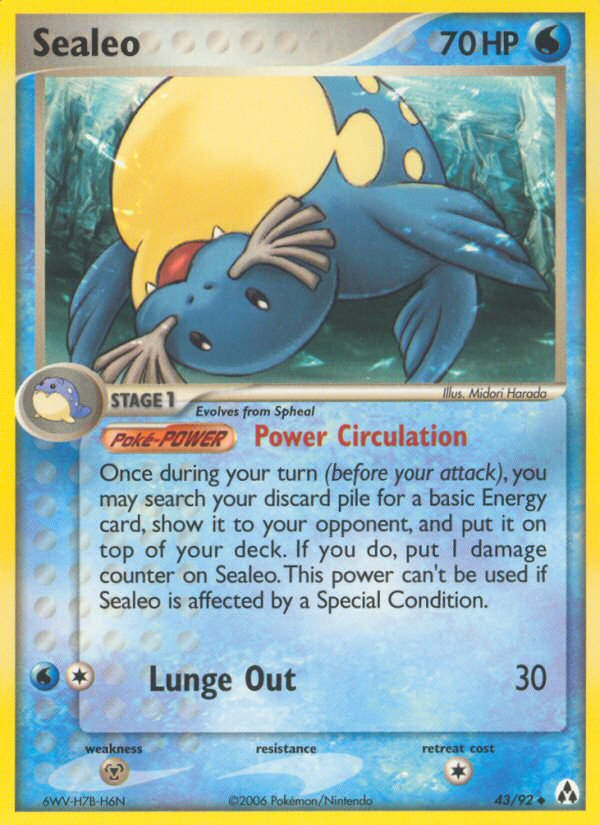 Sealeo 70 HP
Illus. Midori Harada
STAGE 1
Evolves from Spheal
Poké-POWER Power Circulation
Once during your turn (before your attack), you
may search your discard pile for a basic Energy
card, show it to your opponent, and put it on
top of your deck. If you do, put 1 damage
counter on Sealeo. This power can't be used if
Sealeo is affected by a Special Condition.
Lunge Out 30
weakness resistance retreat cost
6WV-H7B-H6N ©2006 Pokémon/Nintendo 43/92